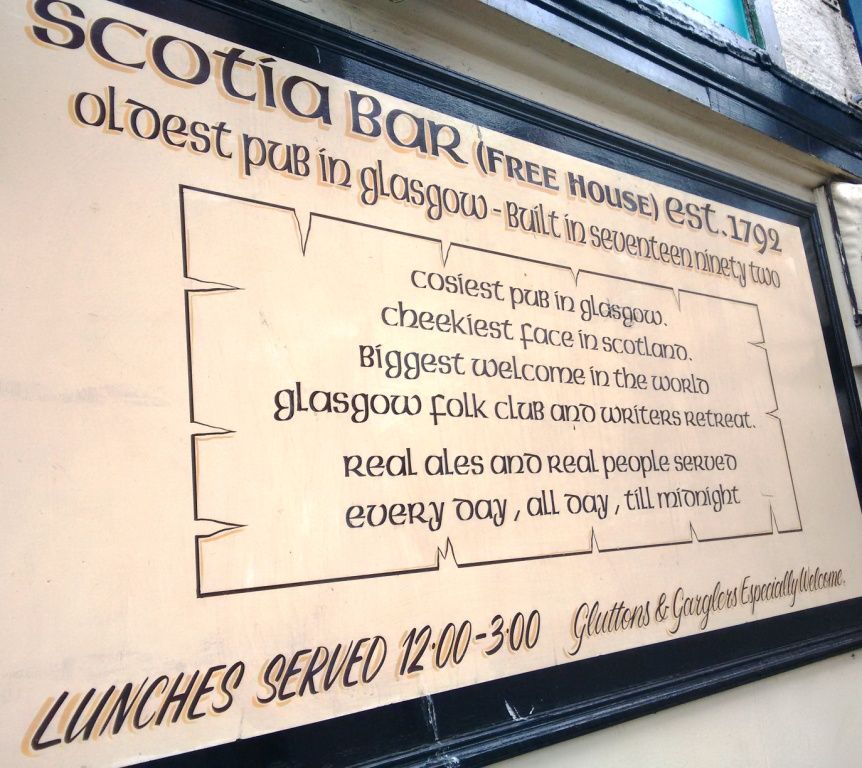 Scotia Bar (Free House) est. 1792
Oldest pub in Glasgow - Built in seventeen ninety two
Cosiest pub in Glasgow.
Cheekiest face in Scotland.
Biggest welcome in the world
Glasgow folk club and writers retreat.
Real ales and real people served
every day, all day, till midnight
LUNCHES SERVED 12·00-3·00 Gluttons & Garglers Especially Welcome.